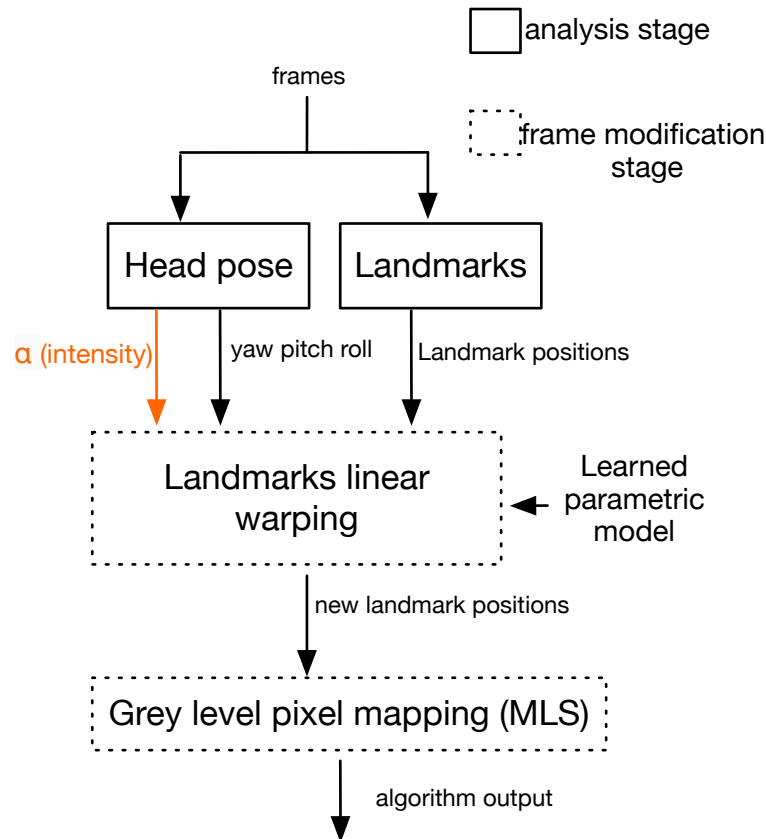 analysis stage
frames
frame modification
stage
Head pose
Landmarks
α (intensity)
yaw pitch roll
Landmark positions
Landmarks linear
warping
Learned
parametric
model
new landmark positions
Grey level pixel mapping (MLS)
algorithm output